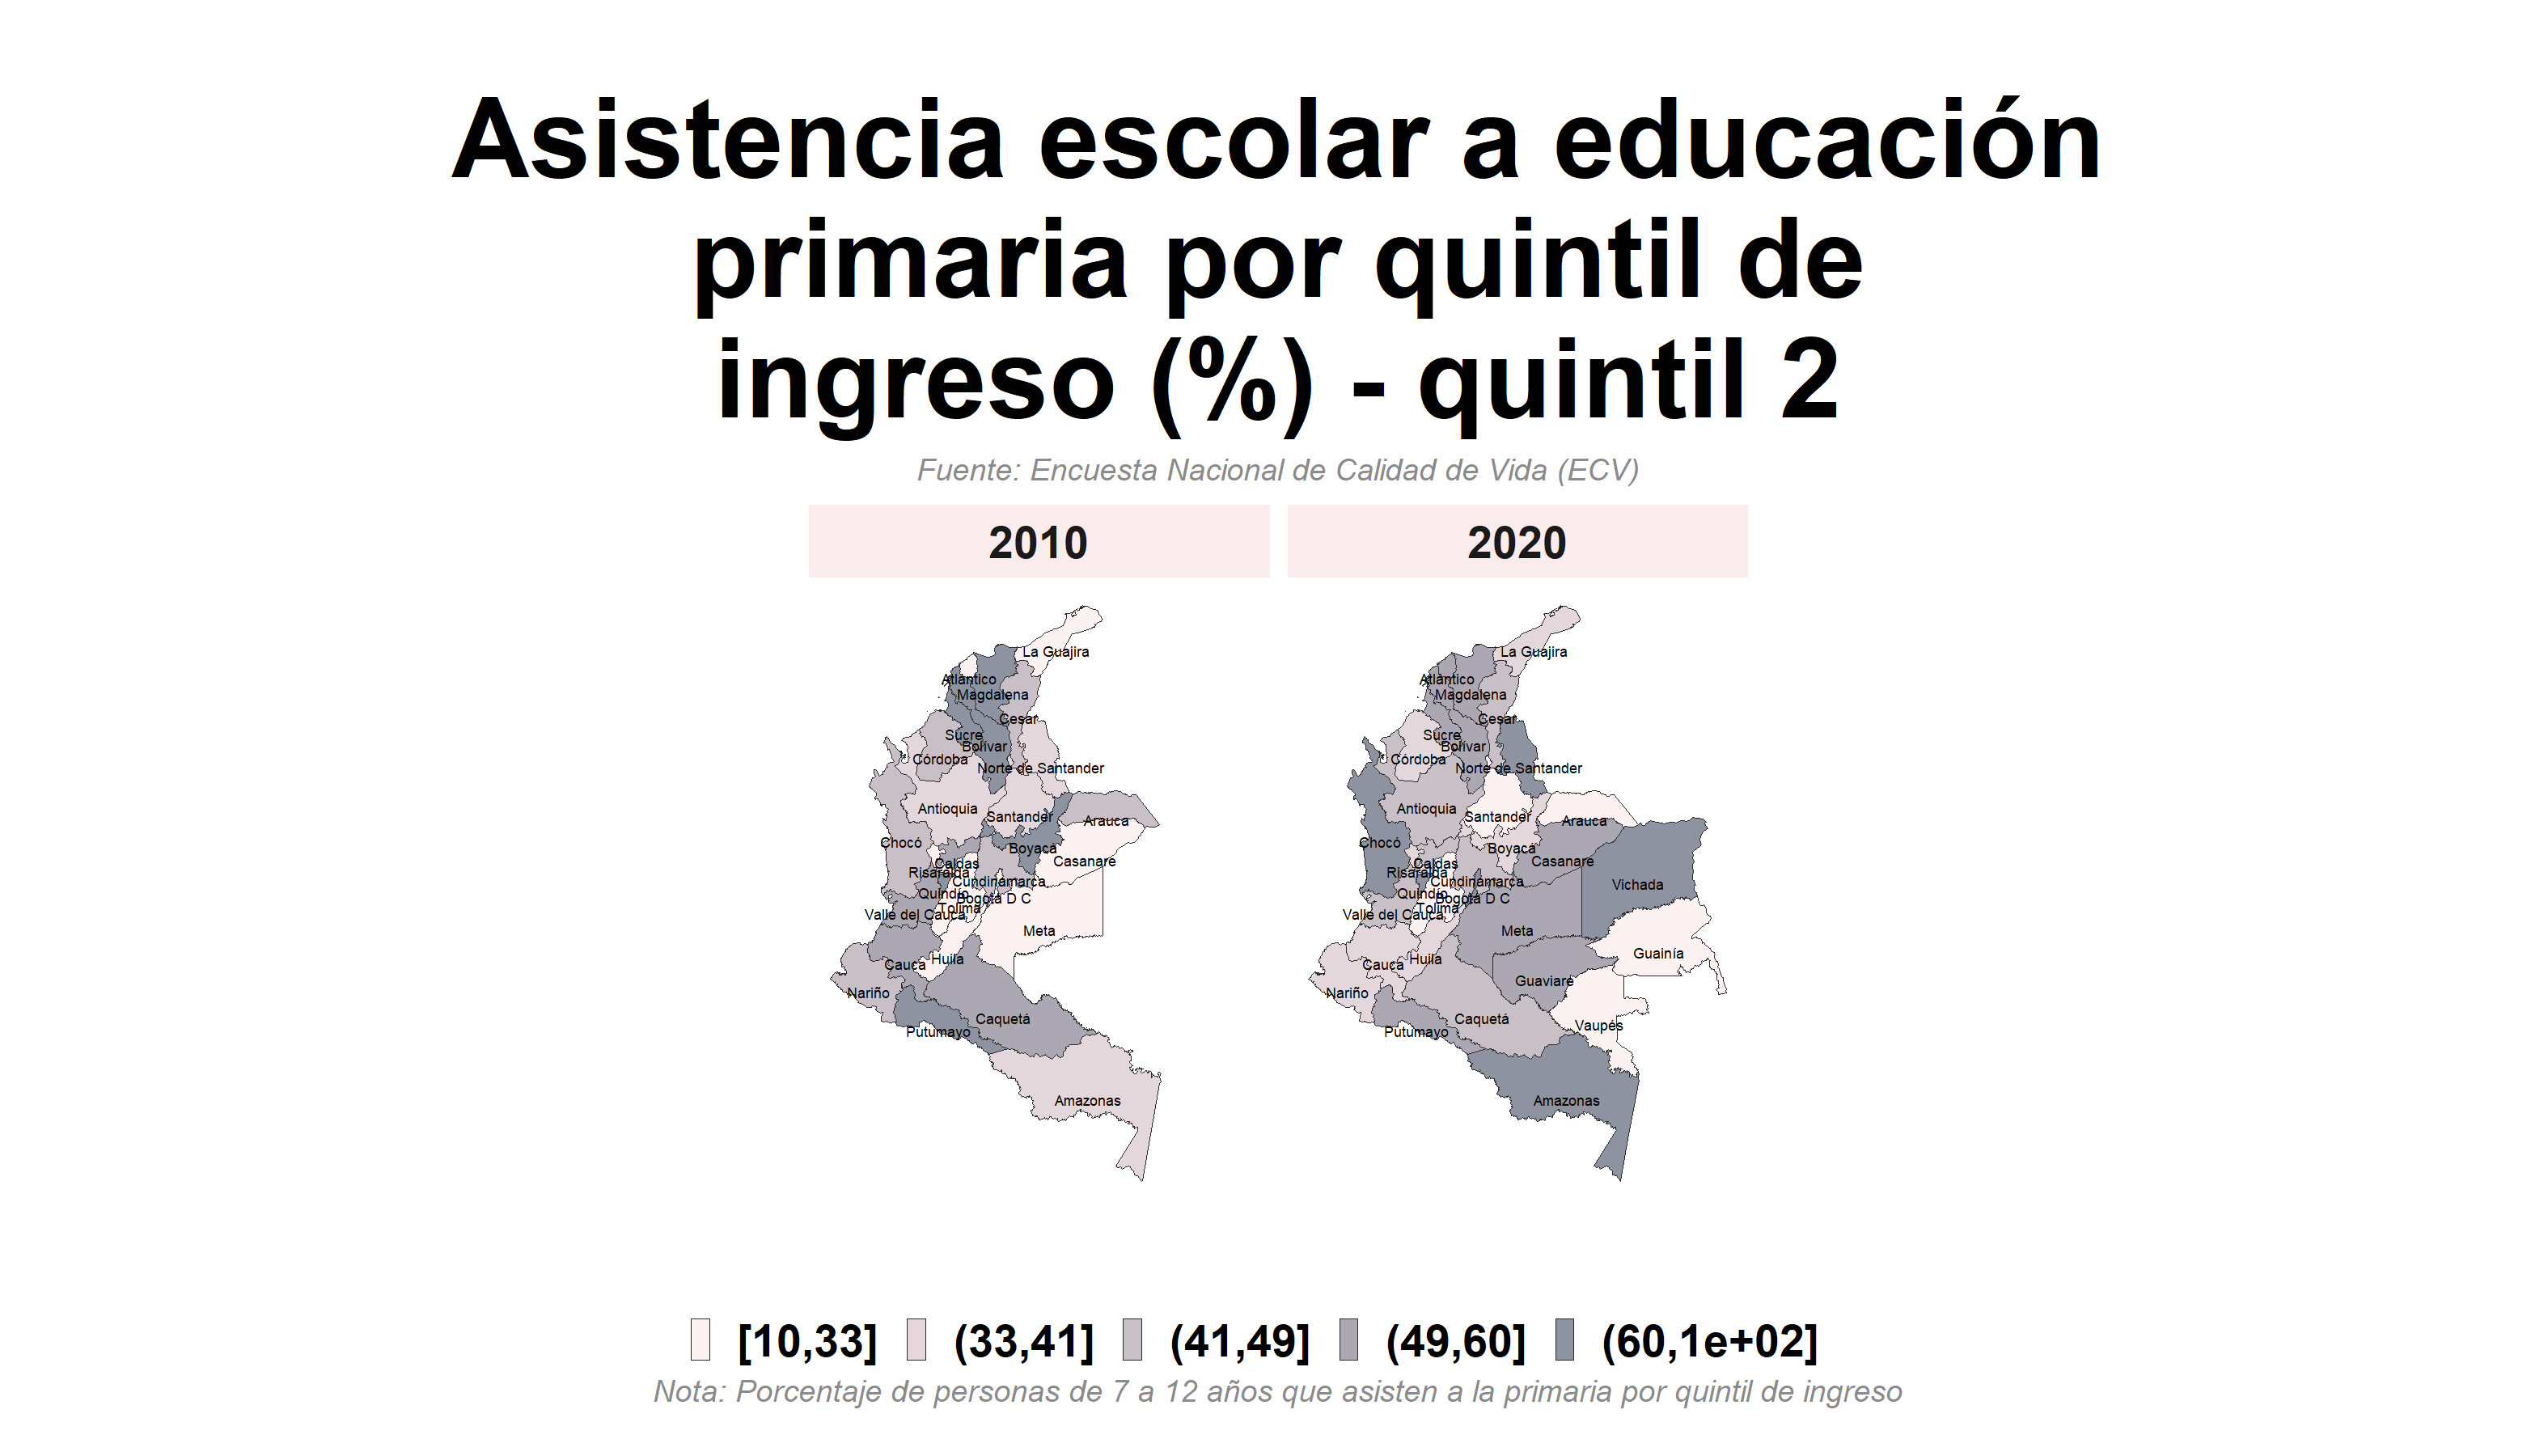 Asistencia escolar a educación
primaria por quintil de
ingreso (%) - quintil 2
Fuente: Encuesta Nacional de Calidad de Vida (ECV)
2010
2020
La Guajira
Atlántico
Magdalena
Cesar
Sucre
Bolívar
Córdoba
Norte de Santander
Antioquia
Santander
Arauca
Chocó
Boyacá
Caldas
Casanare
Risaralda
Cundinamarca
Quindío
Bogotá D C
Tolima
Valle del Cauca
Meta
Huila
Cauca
Nariño
Caquetá
Putumayo
Amazonas
La Guajira
Atlántico
Magdalena
Cesar
Sucre
Bolívar
Córdoba
Norte de Santander
Antioquia
Santander
Arauca
Chocó
Boyacá
Caldas
Casanare
Risaralda
Cundinamarca
Vichada
Quindío
Bogotá D C
Tolima
Valle del Cauca
Meta
Guainía
Huila
Cauca
Guaviare
Nariño
Caquetá
Vaupés
Putumayo
Amazonas
[10,33]
(33,41]
(41,49]
(49,60]
(60,1e+02]
Nota: Porcentaje de personas de 7 a 12 años que asisten a la primaria por quintil de ingreso